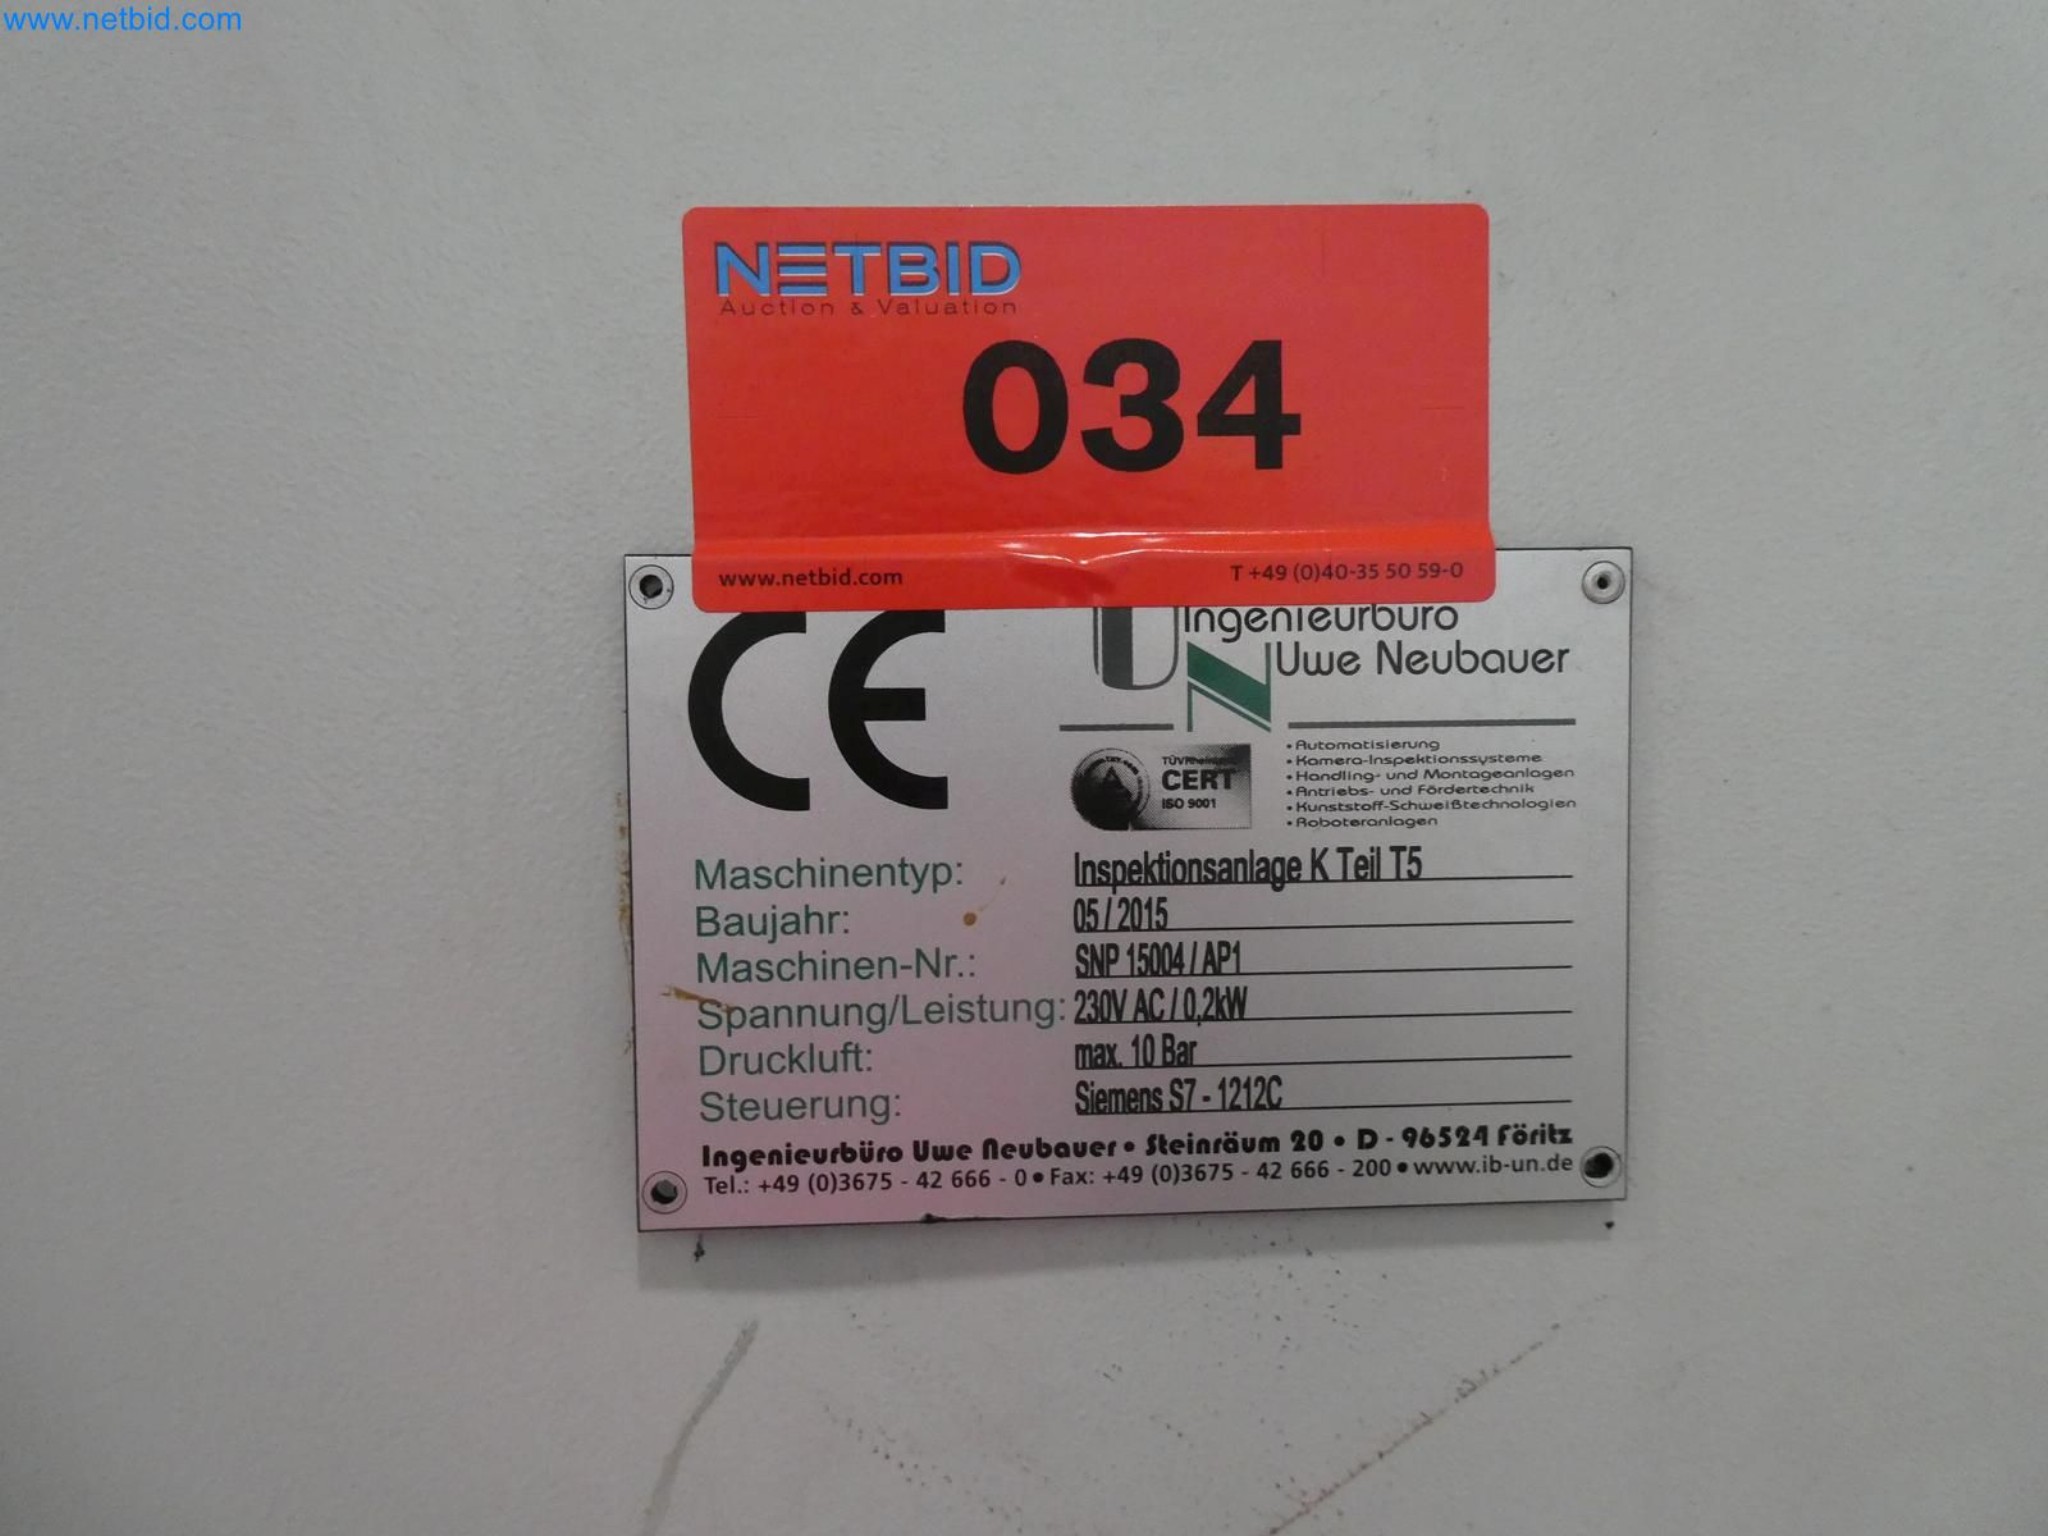 www.netbid.com
NETBID
Auction & Valuation
034
www.netbid.com T +49 (0)40-35 50 59-0
CE
UN
Ingenieurbüro
Uwe Neubauer
• Automatisierung
• Kamera-Inspektionssysteme
• Handling- und Montageanlagen
• Antriebs- und Fördertechnik
• Kunststoff-Schweißtechnologien
• Roboteranlagen
CERT
ISO 9001
Maschinentyp: Inspektionsanlage K Teil T5
Baujahr: 05 / 2015
Maschinen-Nr.: SNP 15004 / AP1
Spannung/Leistung: 230V AC / 0,2kW
Druckluft: max. 10 Bar
Steuerung: Siemens S7 - 1212C
Ingenieurbüro Uwe Neubauer • Steinräum 20 • D - 96524 Föritz
Tel.: +49 (0)3675 - 42 666 - 0 • Fax: +49 (0)3675 - 42 666 - 200 • www.ib-un.de